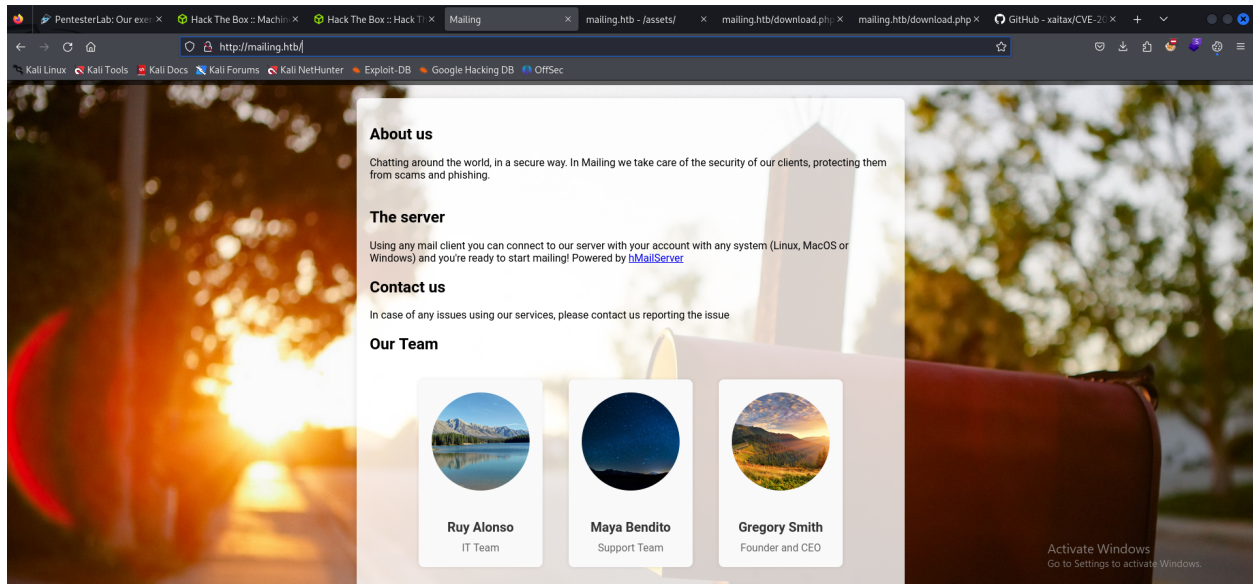 PentesterLab: Our exer
Hack The Box :: Machin
Hack The Box :: Hack Th
Mailing
mailing.htb - /assets/
mailing.htb/download.php
mailing.htb/download.php
GitHub - xaitax/CVE-20
http://mailing.htb/
Kali Linux Kali Tools Kali Docs Kali Forums Kali NetHunter Exploit-DB Google Hacking DB OffSec
About us
Chatting around the world, in a secure way. In Mailing we take care of the security of our clients, protecting them
from scams and phishing.
The server
Using any mail client you can connect to our server with your account with any system (Linux, MacOS or
Windows) and you're ready to start mailing! Powered by hMailServer
Contact us
In case of any issues using our services, please contact us reporting the issue
Our Team
Ruy Alonso
IT Team
Maya Bendito
Support Team
Gregory Smith
Founder and CEO
Activate Windows
Go to Settings to activate Windows.